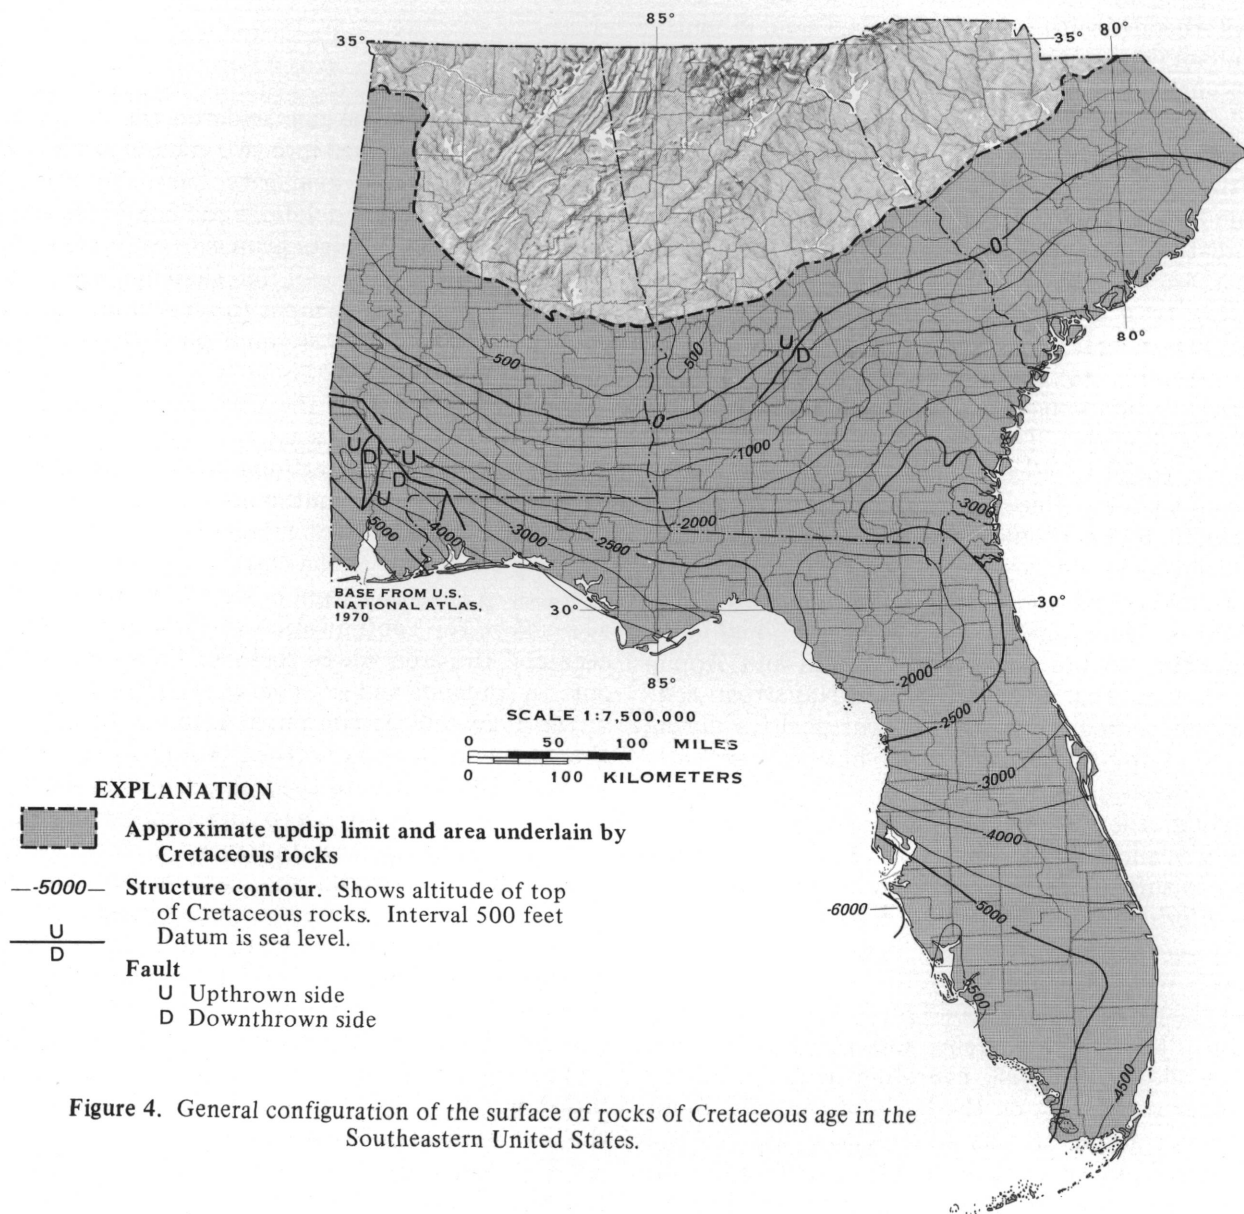 85°
35°
35°
80°
0
80°
U
D
500
500
0
-1000
U
D
U
D
U
-5000
-4000
-3000
-2500
-2000
-3000
BASE FROM U.S.
NATIONAL ATLAS,
1970
30°
30°
85°
-2000
-2500
SCALE 1:7,500,000
0 50 100 MILES
0 100 KILOMETERS
-3000
-4000
-5000
-6000
5500
4500
EXPLANATION
Approximate updip limit and area underlain by
Cretaceous rocks
-5000
Structure contour. Shows altitude of top
of Cretaceous rocks. Interval 500 feet
Datum is sea level.
U
D
Fault
U Upthrown side
D Downthrown side
Figure 4. General configuration of the surface of rocks of Cretaceous age in the
Southeastern United States.